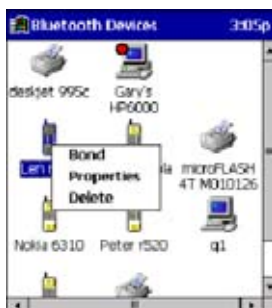 Bluetooth Devices 3:05p
deskjet 995c
Gary's
HP6000
Bond
Properties
Delete
microFLASH
4T M010126
Nokia 6310
Peter r520
q1